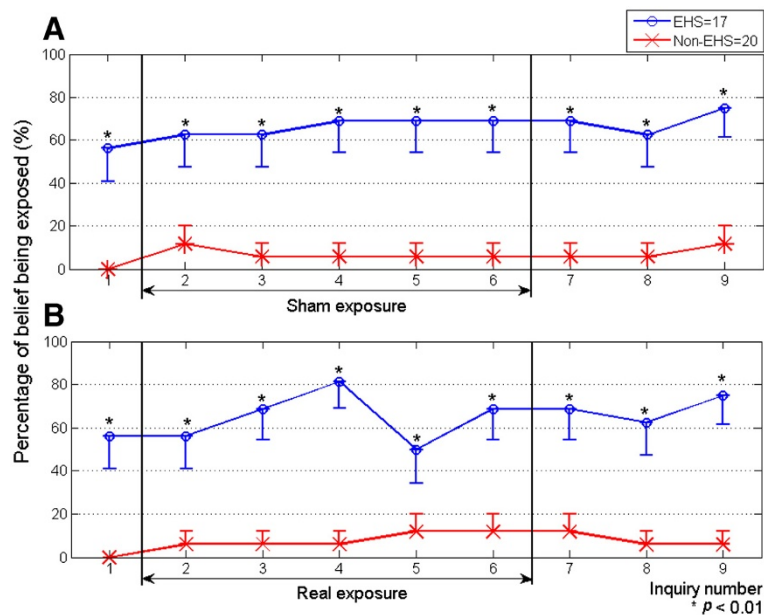 A
EHS=17
Non-EHS=20
100
80
60
40
20
0
* * * * * * * * *
1 2 3 4 5 6 7 8 9
Sham exposure
B
100
80
60
40
20
0
* * * * * * * * *
1 2 3 4 5 6 7 8 9
Real exposure
Inquiry number
* p < 0.01
Percentage of belief being exposed (%)